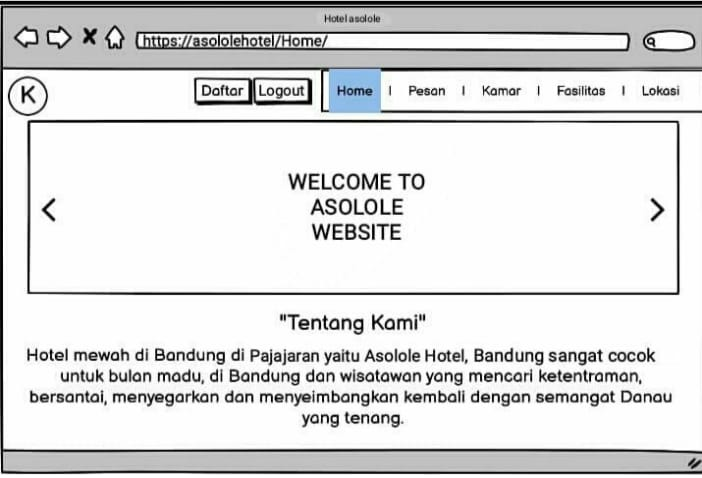 Hotel asolole
https://asololehotel/Home/
K
Daftar Logout Home | Pesan | Kamar | Fasilitas | Lokasi
WELCOME TO
ASOLOLE
WEBSITE
"Tentang Kami"
Hotel mewah di Bandung di Pajajaran yaitu Asolole Hotel, Bandung sangat cocok
untuk bulan madu, di Bandung dan wisatawan yang mencari ketentraman,
bersantai, menyegarkan dan menyeimbangkan kembali dengan semangat Danau
yang tenang.